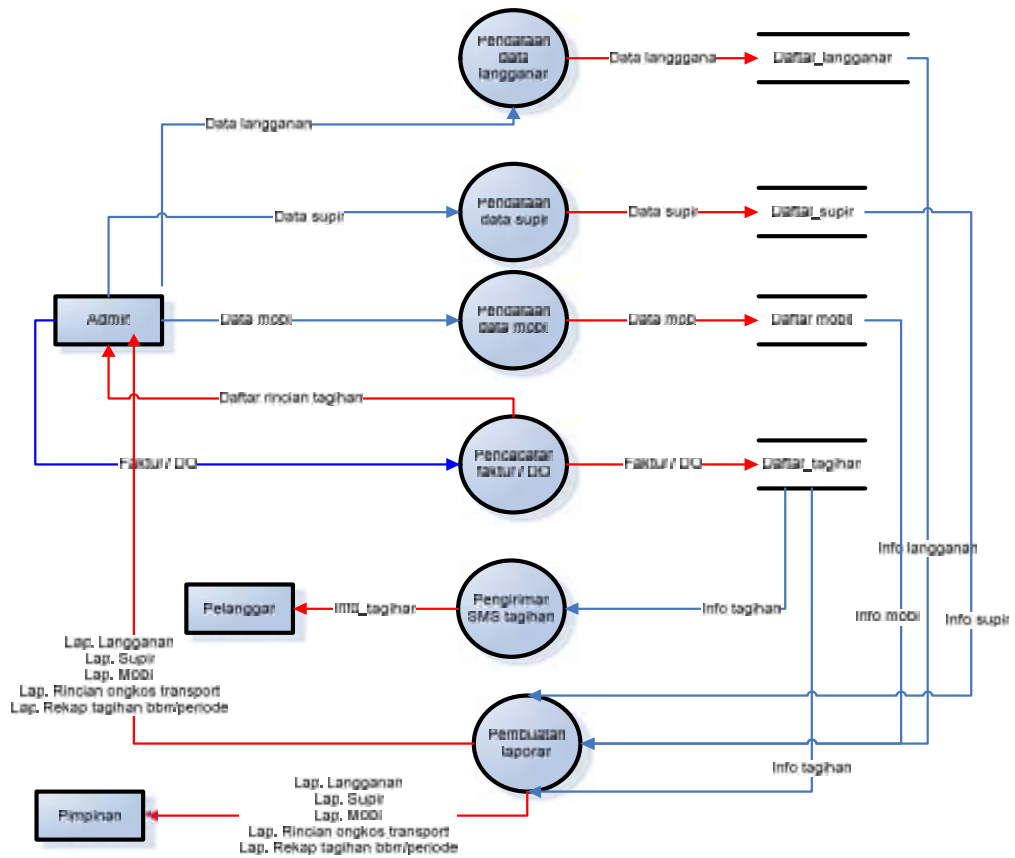 Pendataan
data
langganan
Data langggana
Daftar_langganan
Data langganan
Pendataan
data supir
Data supir
Data supir
Daftar_supir
Admin
Data mobil
Pendataan
data mobil
Data mobil
Daftar mobil
Daftar rincian tagihan
Faktur / DO
Pencacatan
faktur / DO
Faktur / DO
Daftar_tagihan
Info langganan
Pelanggan
Info_tagihan
Pengiriman
SMS tagihan
Info tagihan
Info mobil
Info supir
Lap. Langganan
Lap. Supir
Lap. Mobil
Lap. Rincian ongkos transport
Lap. Rekap tagihan bbm/periode
Pembuatan
laporan
Info tagihan
Pimpinan
Lap. Langganan
Lap. Supir
Lap. Mobil
Lap. Rincian ongkos transport
Lap. Rekap tagihan bbm/periode